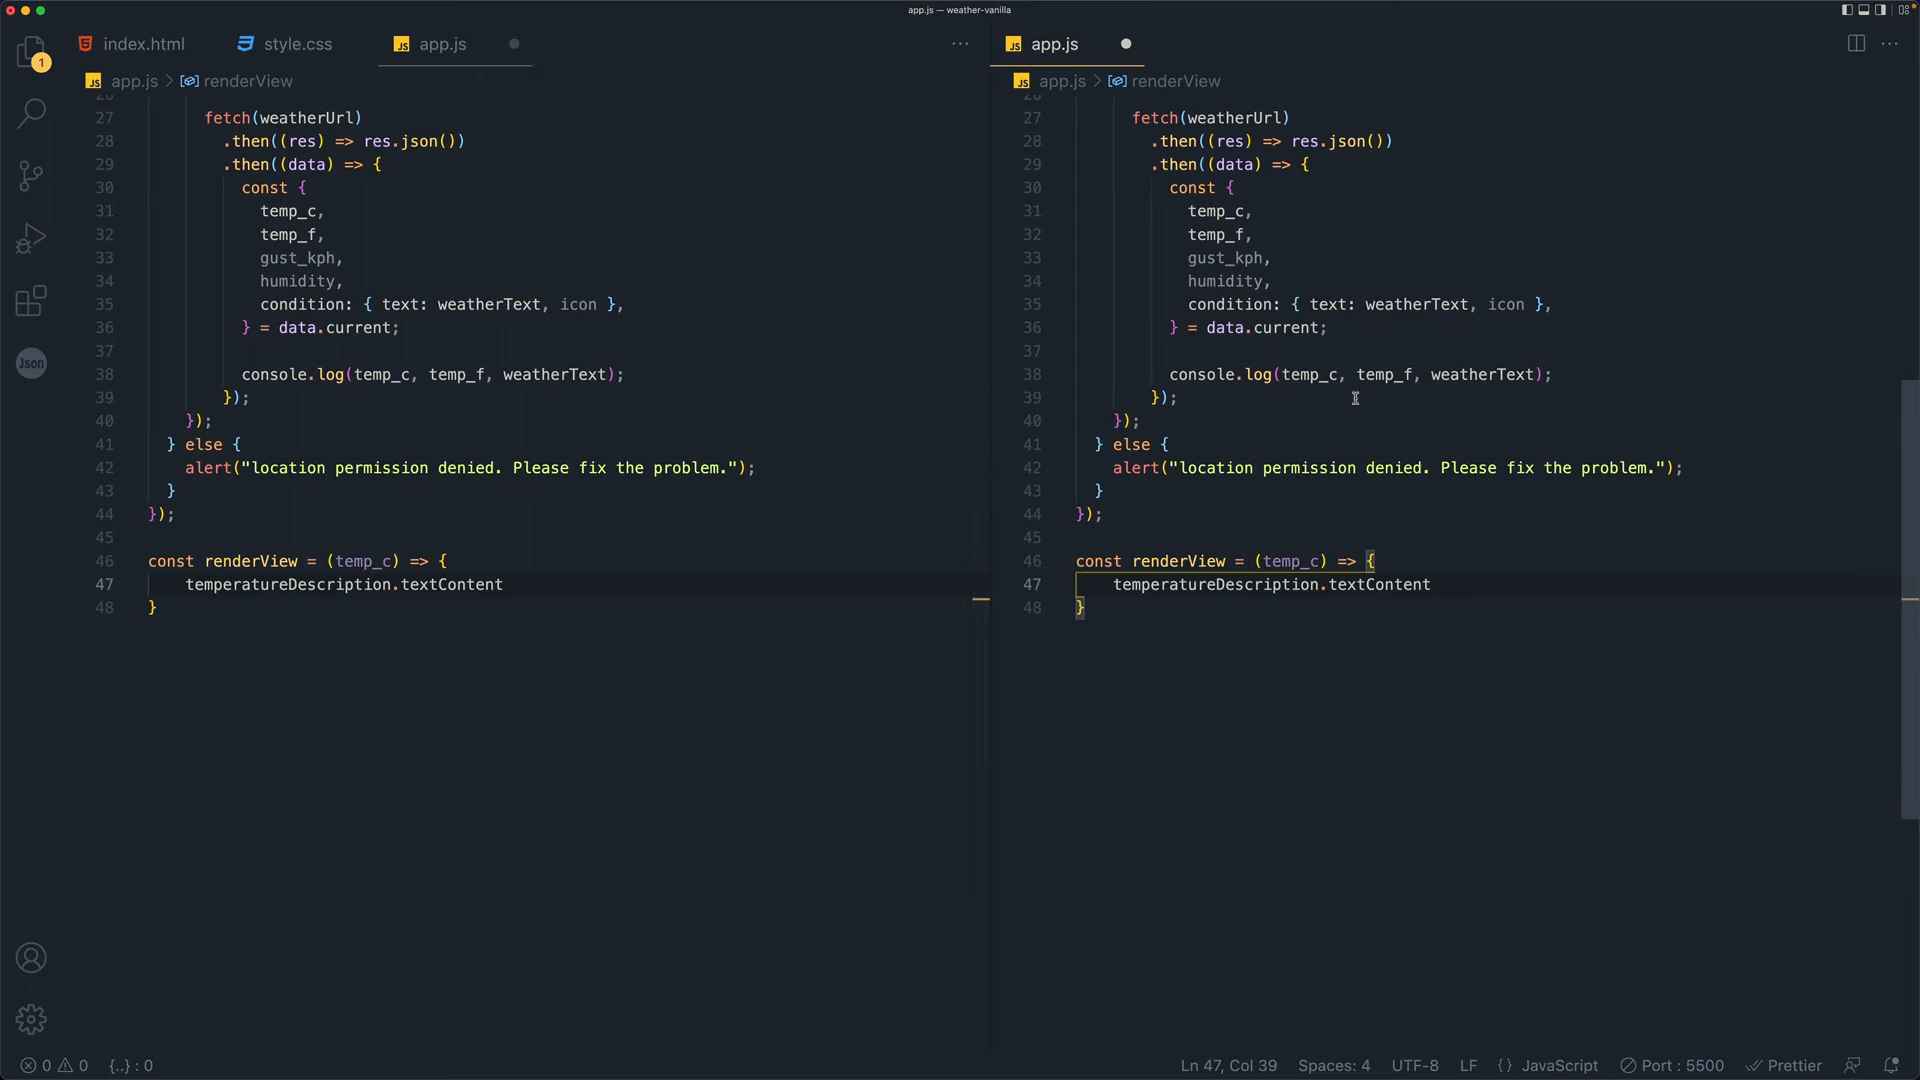 app.js — weather-vanilla
index.html
style.css
JS app.js
JS app.js
JS app.js > renderView
JS app.js > renderView
1
Json
27 fetch(weatherUrl)
28 .then((res) => res.json())
29 .then((data) => {
30 const {
31 temp_c,
32 temp_f,
33 gust_kph,
34 humidity,
35 condition: { text: weatherText, icon },
36 } = data.current;
37
38 console.log(temp_c, temp_f, weatherText);
39 });
40 });
41 } else {
42 alert("location permission denied. Please fix the problem.");
43 }
44 });
45
46 const renderView = (temp_c) => {
47 temperatureDescription.textContent
48 }
27 fetch(weatherUrl)
28 .then((res) => res.json())
29 .then((data) => {
30 const {
31 temp_c,
32 temp_f,
33 gust_kph,
34 humidity,
35 condition: { text: weatherText, icon },
36 } = data.current;
37
38 console.log(temp_c, temp_f, weatherText);
39 });
40 });
41 } else {
42 alert("location permission denied. Please fix the problem.");
43 }
44 });
45
46 const renderView = (temp_c) => {
47 temperatureDescription.textContent
48 }
0 0 {..} : 0
Ln 47, Col 39 Spaces: 4 UTF-8 LF {} JavaScript Port : 5500 Prettier